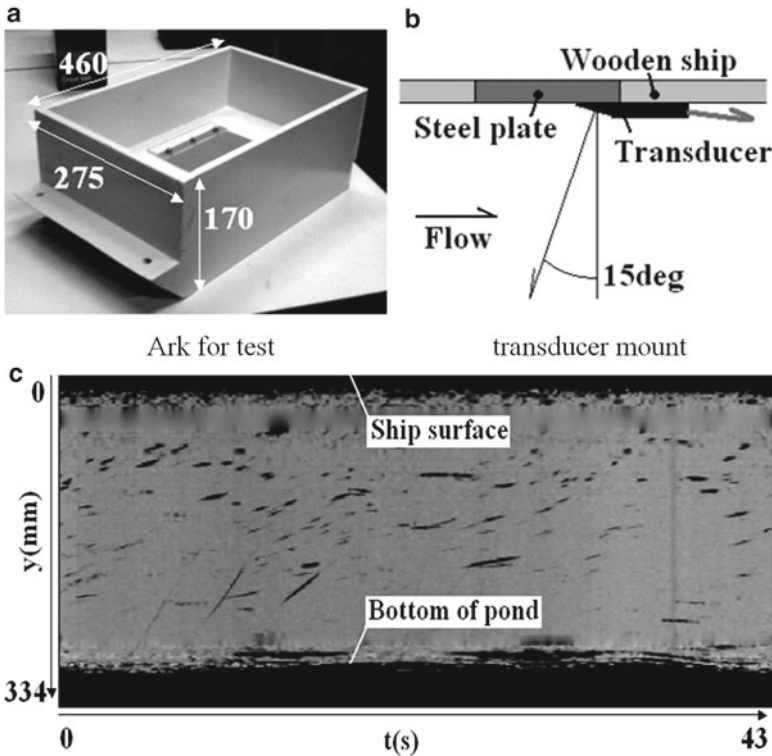 a
460
275
170
Ark for test
b
Wooden ship
Steel plate
Transducer
Flow
15deg
transducer mount
c
0
Ship surface
y(mm)
Bottom of pond
334
0
t(s)
43